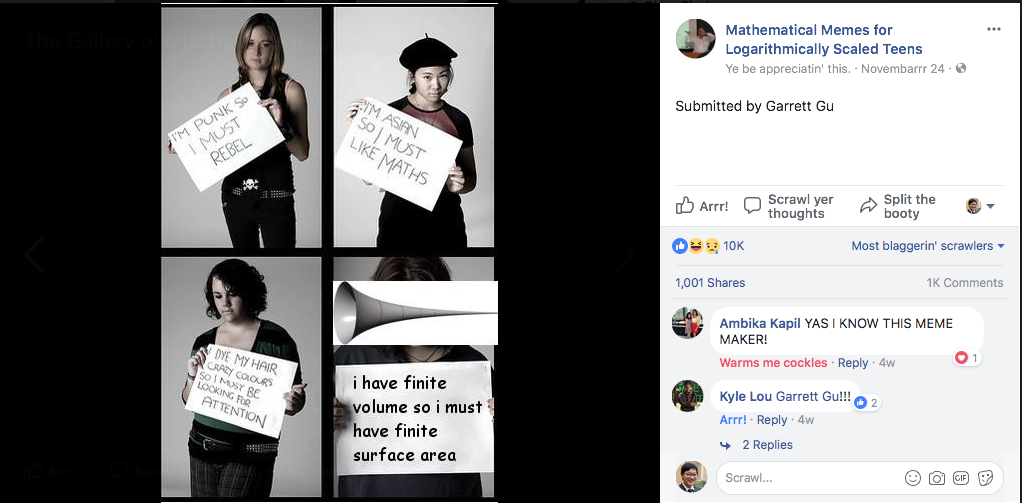 I'M PUNK SO
I MUST
REBEL
I'M ASIAN
SO I MUST
LIKE MATHS
I DYE MY HAIR
CRAZY COLOURS
SO I MUST BE
LOOKING FOR
ATTENTION
i have finite
volume so i must
have finite
surface area
Mathematical Memes for
Logarithmically Scaled Teens
Ye be appreciatin' this. · Novembarrr 24 ·
Submitted by Garrett Gu
Arrr!
Scrawl yer
thoughts
Split the
booty
10K
Most blaggerin' scrawlers
1,001 Shares
1K Comments
Ambika Kapil YAS I KNOW THIS MEME
MAKER!
1
Warms me cockles · Reply · 4w
Kyle Lou Garrett Gu!!!
2
Arrr! · Reply · 4w
2 Replies
Scrawl...
GIF